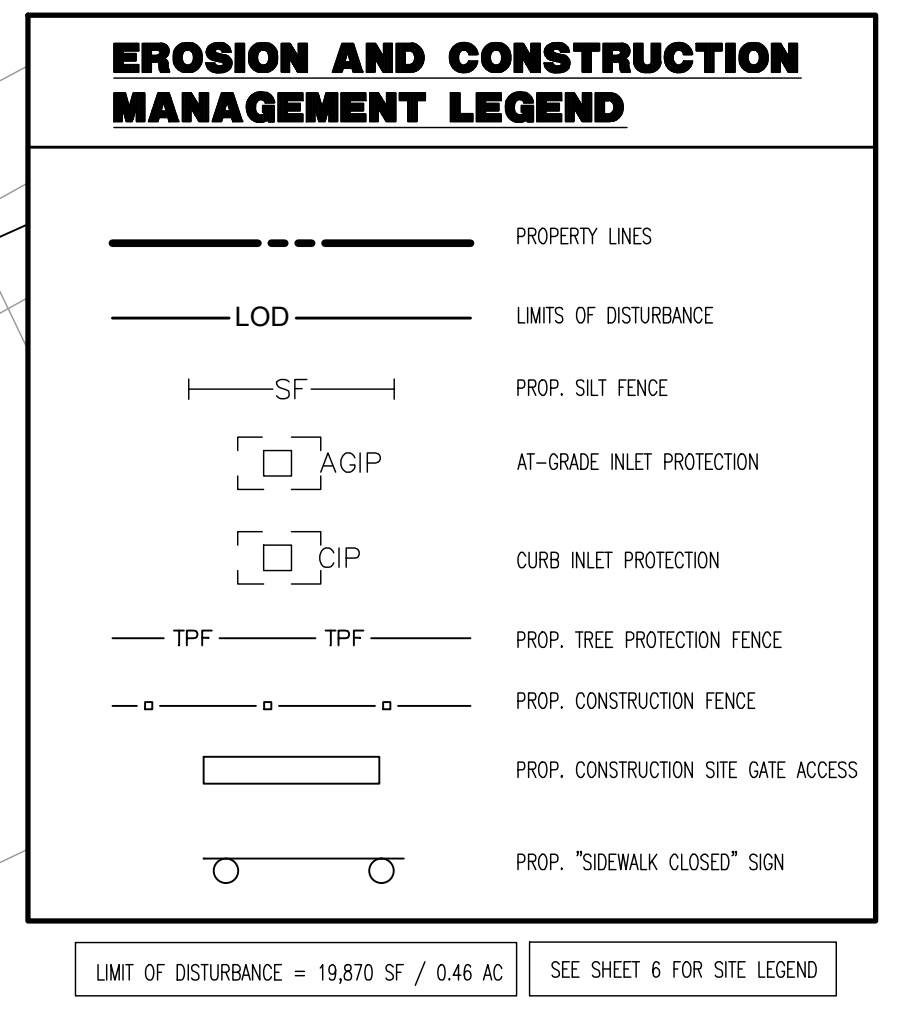 EROSION AND CONSTRUCTION
MANAGEMENT LEGEND
PROPERTY LINES
LOD LIMITS OF DISTURBANCE
SF PROP. SILT FENCE
AGIP AT-GRADE INLET PROTECTION
CIP CURB INLET PROTECTION
TPF TPF PROP. TREE PROTECTION FENCE
PROP. CONSTRUCTION FENCE
PROP. CONSTRUCTION SITE GATE ACCESS
PROP. "SIDEWALK CLOSED" SIGN
LIMIT OF DISTURBANCE = 19,870 SF / 0.46 AC
SEE SHEET 6 FOR SITE LEGEND